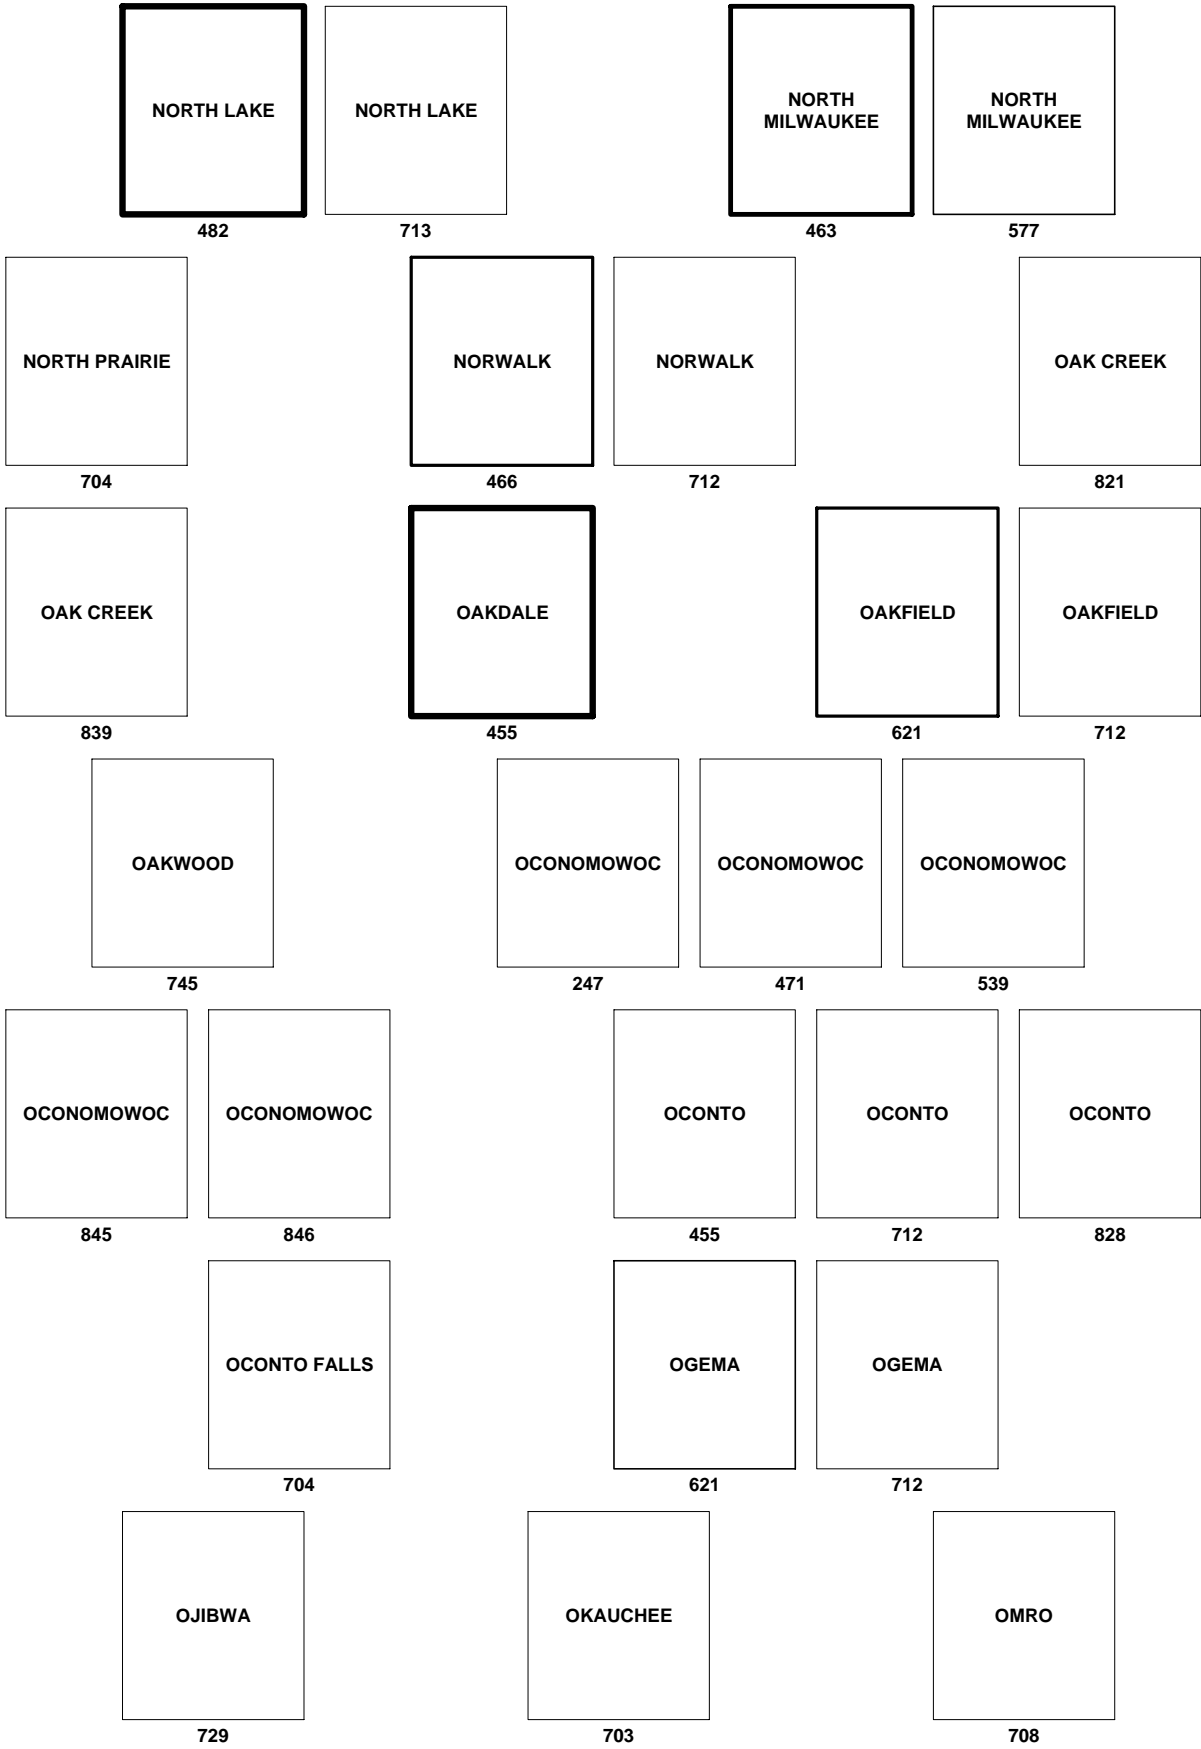 NORTH LAKE
482
NORTH LAKE
713
NORTH
MILWAUKEE
463
NORTH
MILWAUKEE
577
NORTH PRAIRIE
704
NORWALK
466
NORWALK
712
OAK CREEK
821
OAK CREEK
839
OAKDALE
455
OAKFIELD
621
OAKFIELD
712
OAKWOOD
745
OCONOMOWOC
247
OCONOMOWOC
471
OCONOMOWOC
539
OCONOMOWOC
845
OCONOMOWOC
846
OCONTO
455
OCONTO
712
OCONTO
828
OCONTO FALLS
704
OGEMA
621
OGEMA
712
OJIBWA
729
OKAUCHEE
703
OMRO
708